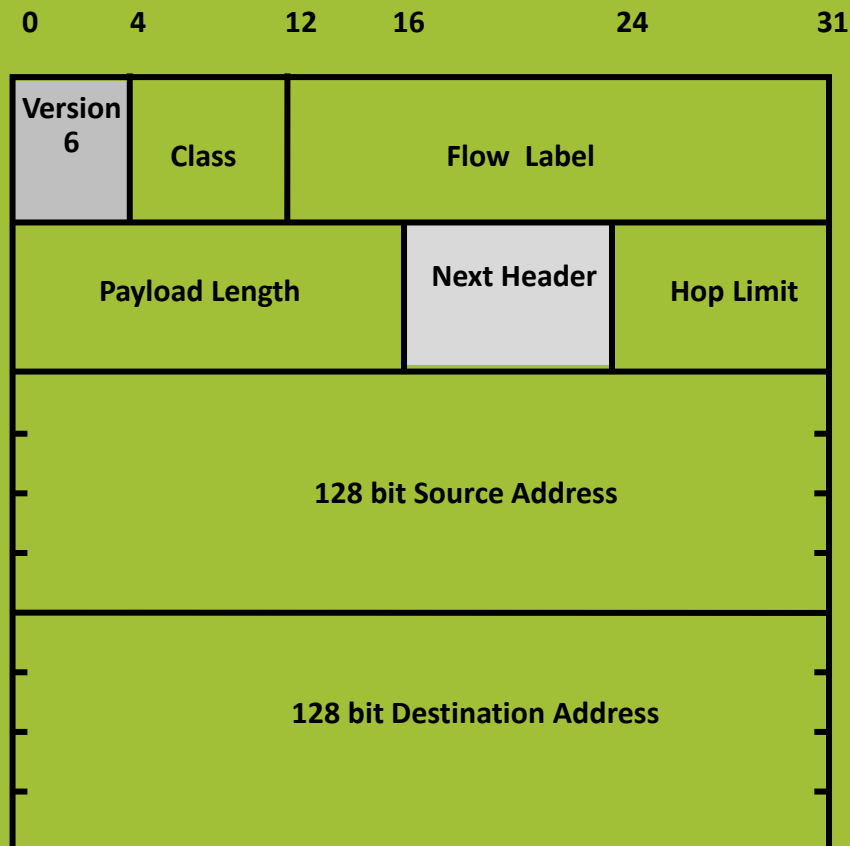 0 4 12 16 24 31
Version
6
Class
Flow Label
Payload Length
Next Header
Hop Limit
128 bit Source Address
128 bit Destination Address